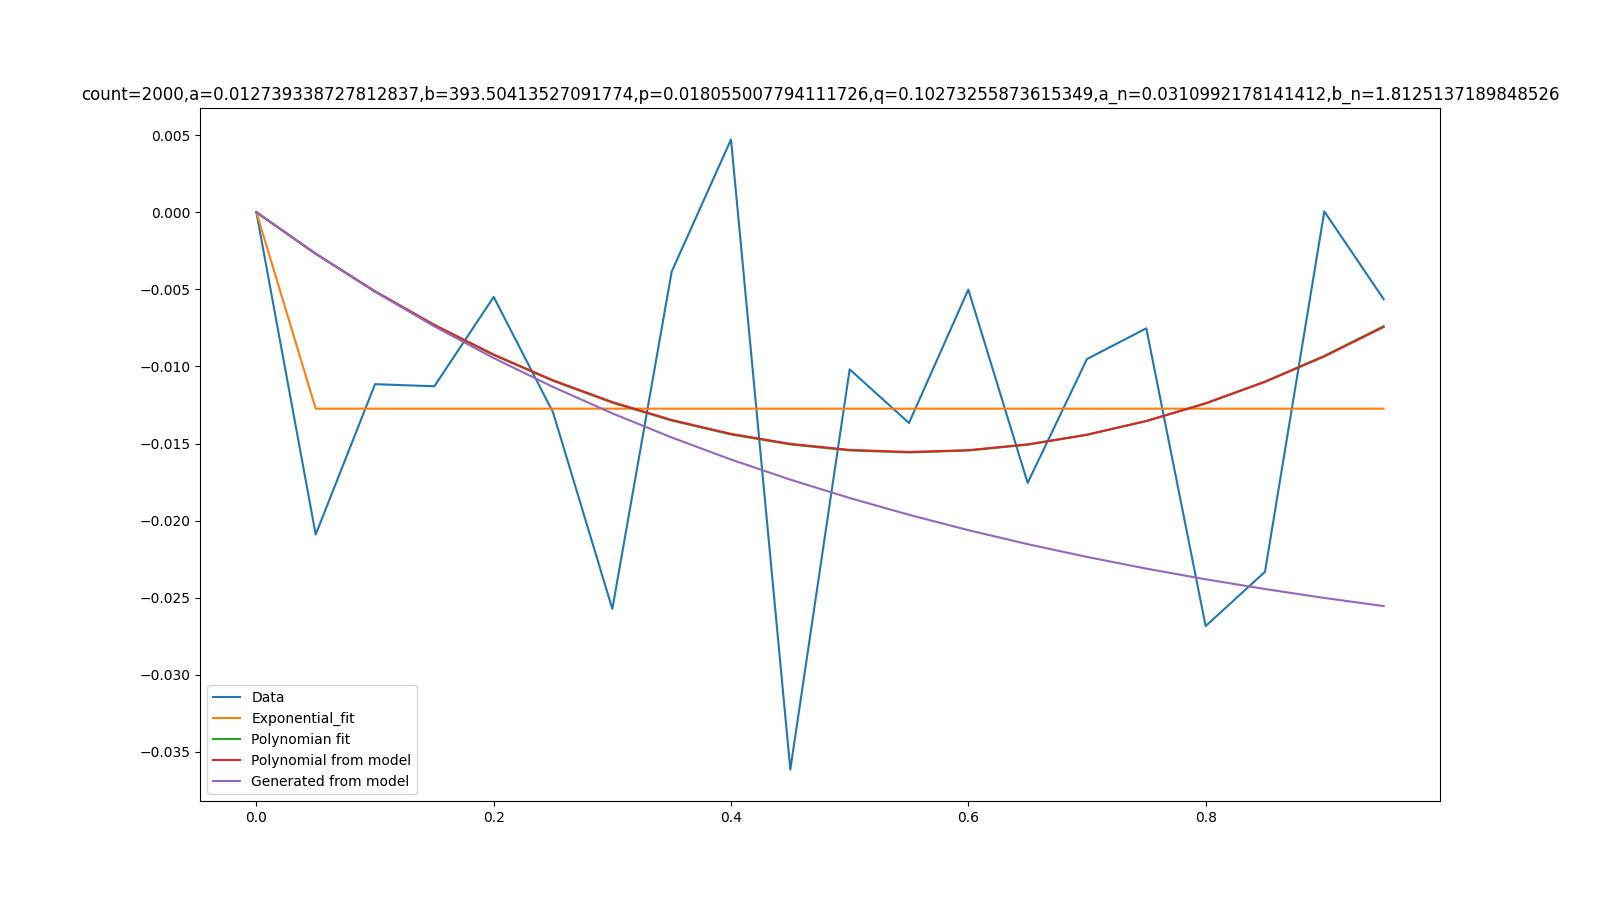 count=2000,a=0.012739338727812837,b=393.50413527091774,p=0.018055007794111726,q=0.10273255873615349,a_n=0.0310992178141412,b_n=1.8125137189848526
0.005
0.000
−0.005
−0.010
−0.015
−0.020
−0.025
−0.030
−0.035
Data
Exponential_fit
Polynomian fit
Polynomial from model
Generated from model
0.0 0.2 0.4 0.6 0.8